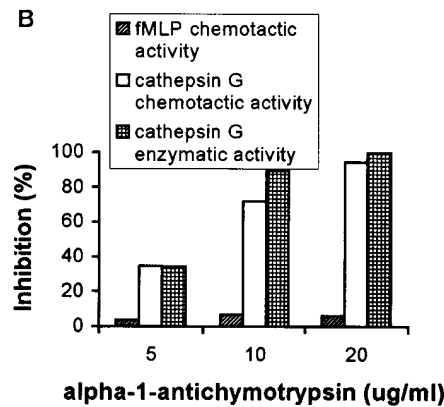 B
fMLP chemotactic
activity
cathepsin G
chemotactic activity
cathepsin G
enzymatic activity
100
80
60
40
20
0
Inhibition (%)
5 10 20
alpha-1-antichymotrypsin (ug/ml)